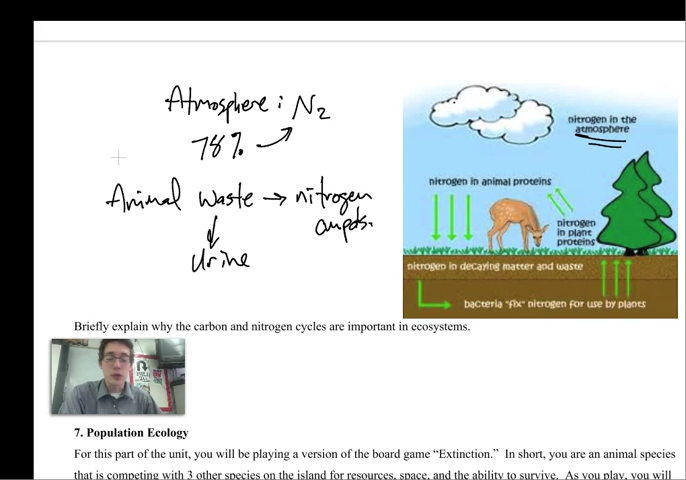 Atmosphere : N2
78%
Animal Waste → nitrogen
cmpds.
Urine
nitrogen in the
atmosphere
nitrogen in animal proteins
nitrogen
in plant
proteins
nitrogen in decaying matter and waste
bacteria "fix" nitrogen for use by plants
Briefly explain why the carbon and nitrogen cycles are important in ecosystems.
7. Population Ecology
For this part of the unit, you will be playing a version of the board game “Extinction.” In short, you are an animal species
that is competing with 3 other species on the island for resources, space, and the ability to survive. As you play, you will